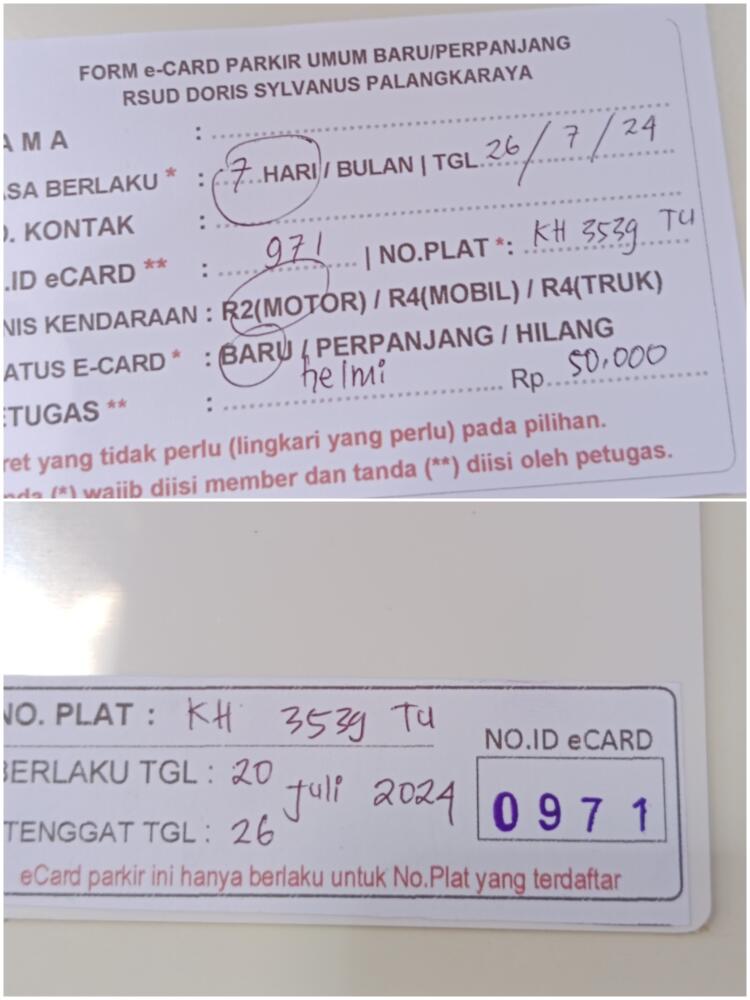 FORM e-CARD PARKIR UMUM BARU/PERPANJANG
RSUD DORIS SYLVANUS PALANGKARAYA
AMA :
ASA BERLAKU * : 7 HARI / BULAN | TGL 26 / 7 / 24
O. KONTAK :
.ID eCARD ** : 971 | NO.PLAT *: KH 3539 TU
NIS KENDARAAN : R2(MOTOR) / R4(MOBIL) / R4(TRUK)
ATUS E-CARD * : BARU / PERPANJANG / HILANG
ETUGAS ** : helmi Rp 50.000
ret yang tidak perlu (lingkari yang perlu) pada pilihan.
nda (*) wajib diisi member dan tanda (**) diisi oleh petugas.
NO. PLAT : KH 3539 TU
BERLAKU TGL : 20 Juli 2024
TENGGAT TGL : 26
NO.ID eCARD
0971
eCard parkir ini hanya berlaku untuk No.Plat yang terdaftar